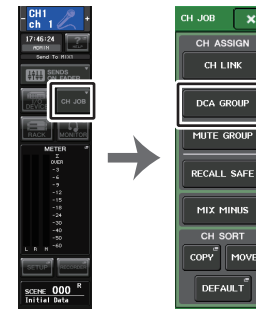 CH1
ch 1
17:46:24
ADMIN
HELP
Send To MIX1
SENDS
ON FADER
I/O
DEVICE
CH JOB
RACK
MONITOR
METER
Σ
OVER
-3
-6
-9
-12
-15
-18
-24
-30
-40
-50
-60
L R M
SETUP
RECORDER
SCENE 000 R
Initial Data
CH JOB
×
CH ASSIGN
CH LINK
DCA GROUP
MUTE GROUP
RECALL SAFE
MIX MINUS
CH SORT
COPY MOVE
DEFAULT